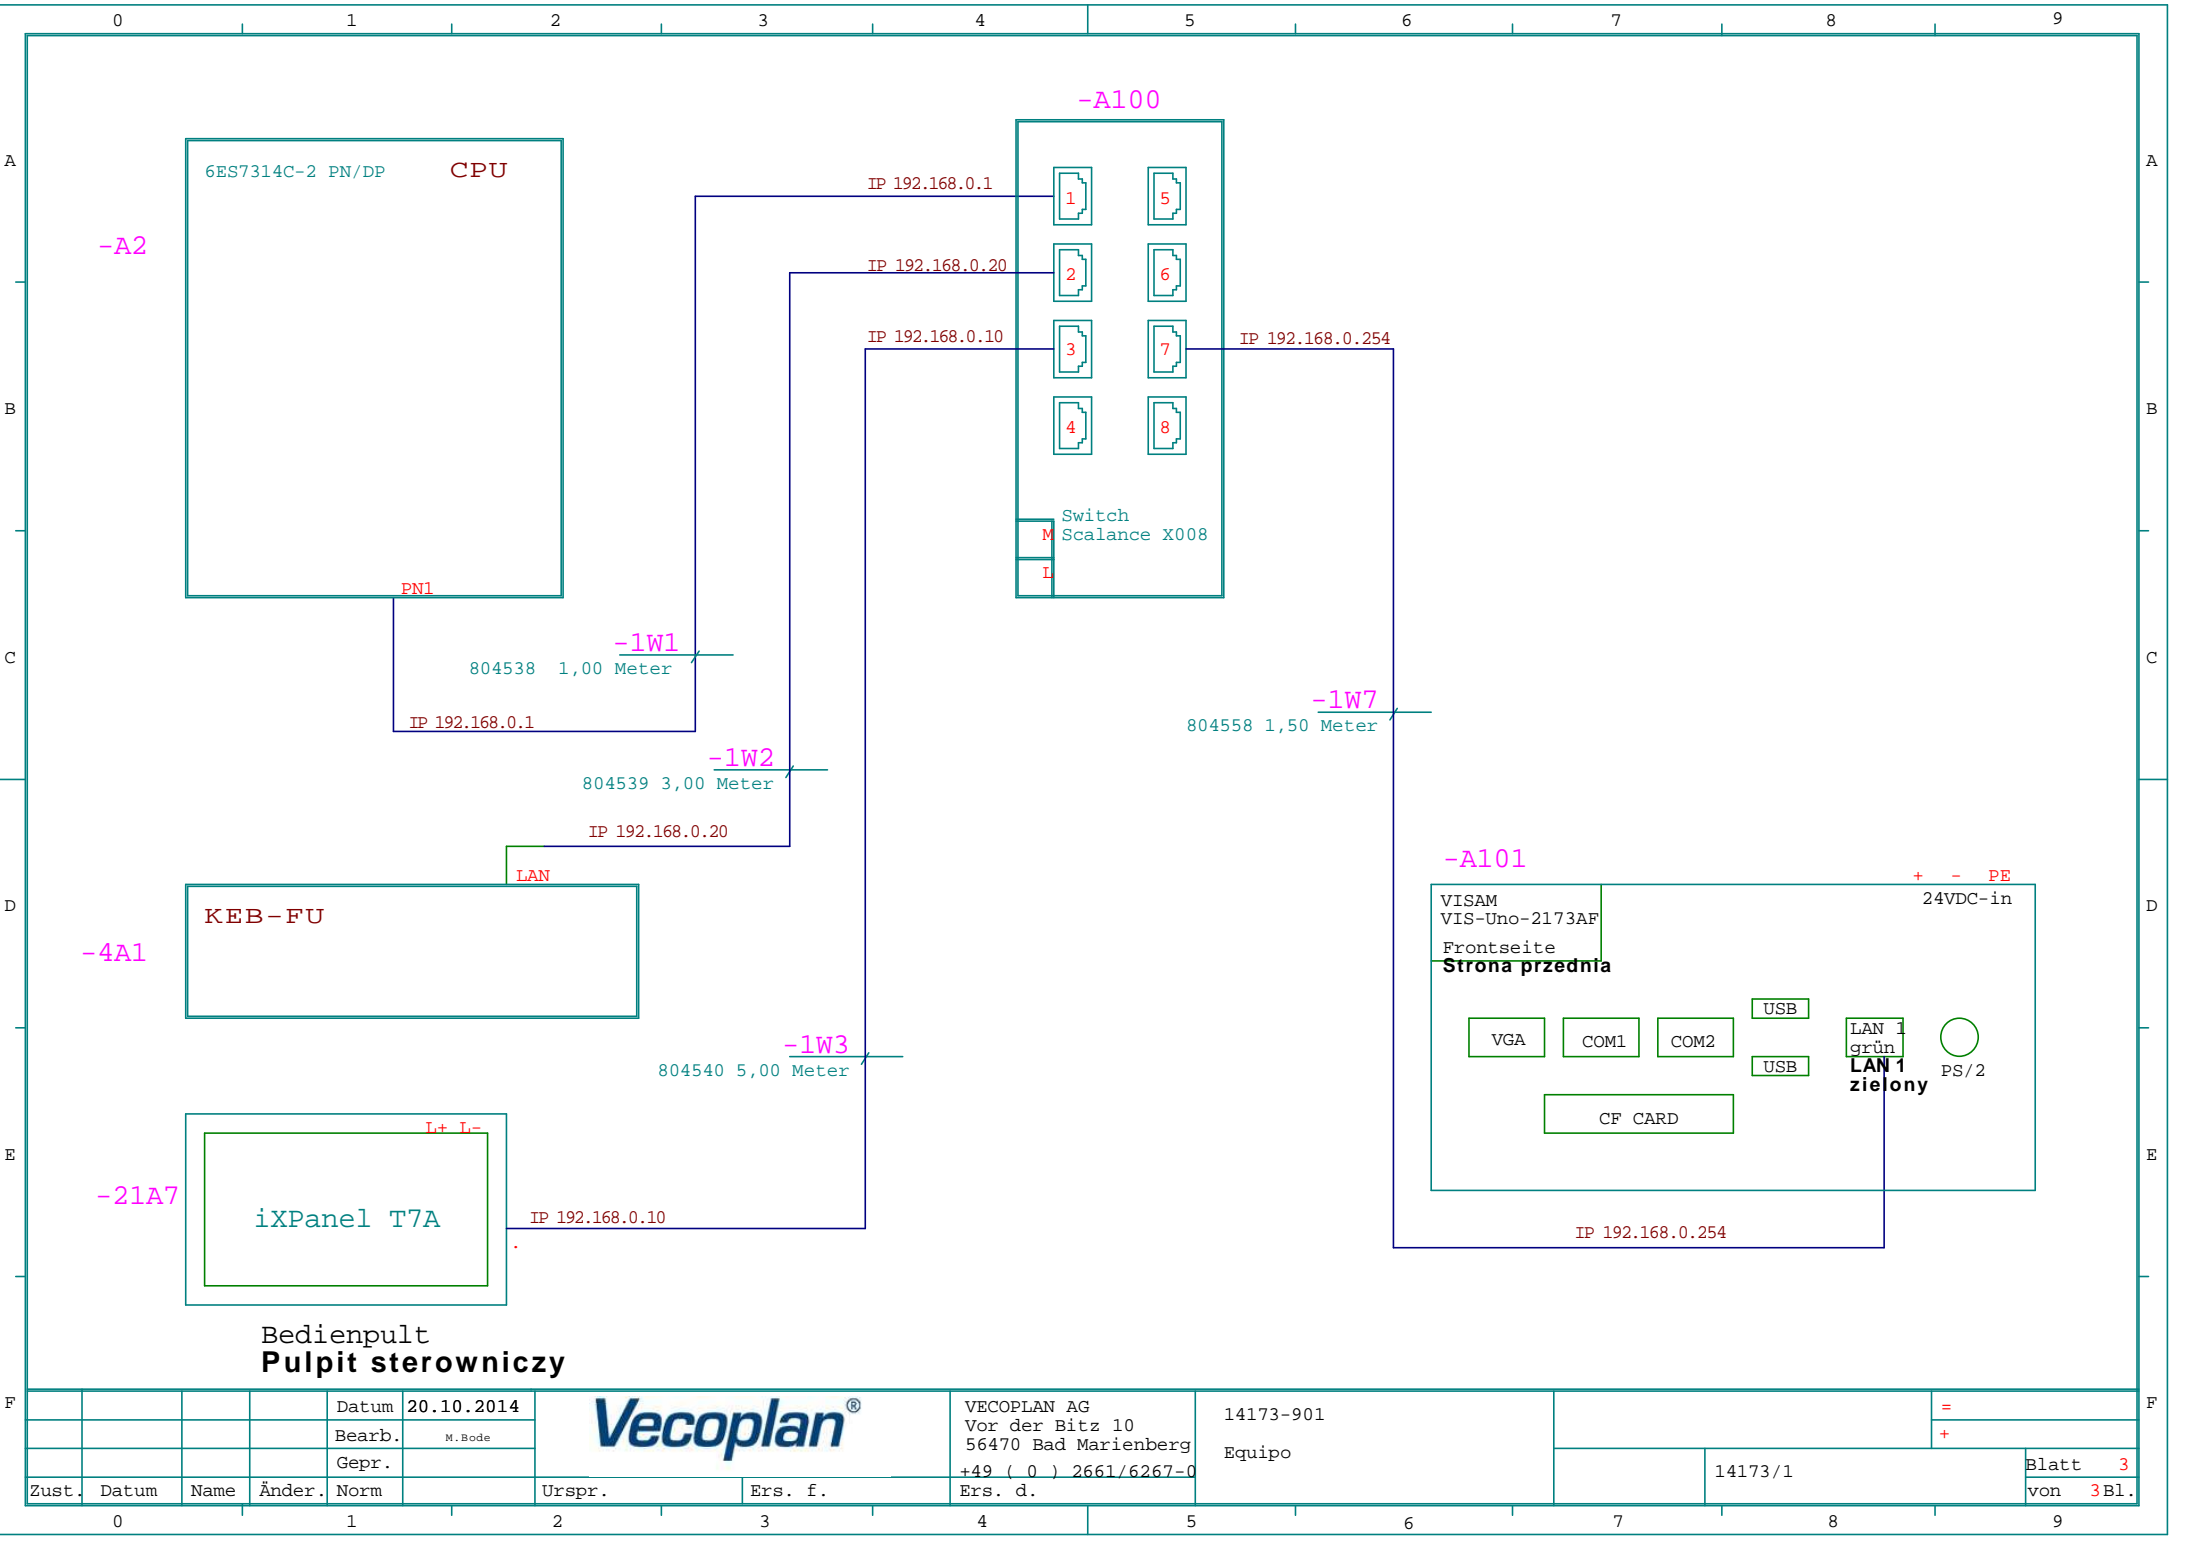 0 1 2 3 4 5 6 7 8 9
-A100
A A
6ES7314C-2 PN/DP CPU
IP 192.168.0.1
1 5
-A2
IP 192.168.0.20
2 6
IP 192.168.0.10
3 7
IP 192.168.0.254
B B
4 8
Switch
M Scalance X008
L
PN1
-1W1
804538 1,00 Meter
C C
IP 192.168.0.1
-1W7
804558 1,50 Meter
-1W2
804539 3,00 Meter
IP 192.168.0.20
LAN
-A101
+ - PE
24VDC-in
VISAM
VIS-Uno-2173AF
Frontseite
Strona przednia
D D
KEB-FU
-4A1
USB
VGA COM1 COM2
LAN 1
grün
USB
LAN 1
zielony
PS/2
CF CARD
-1W3
804540 5,00 Meter
L+ L-
E E
-21A7
iXPanel T7A
IP 192.168.0.10
.
IP 192.168.0.254
Bedienpult
Pulpit sterowniczy
F F
Datum 20.10.2014
Bearb. M.Bode
Gepr.
Zust. Datum Name Änder. Norm
Vecoplan®
Urspr. Ers. f. Ers. d.
VECOPLAN AG
Vor der Bitz 10
56470 Bad Marienberg
+49 ( 0 ) 2661/6267-0
14173-901
Equipo
=
+
14173/1
Blatt 3
von 3Bl.
0 1 2 3 4 5 6 7 8 9